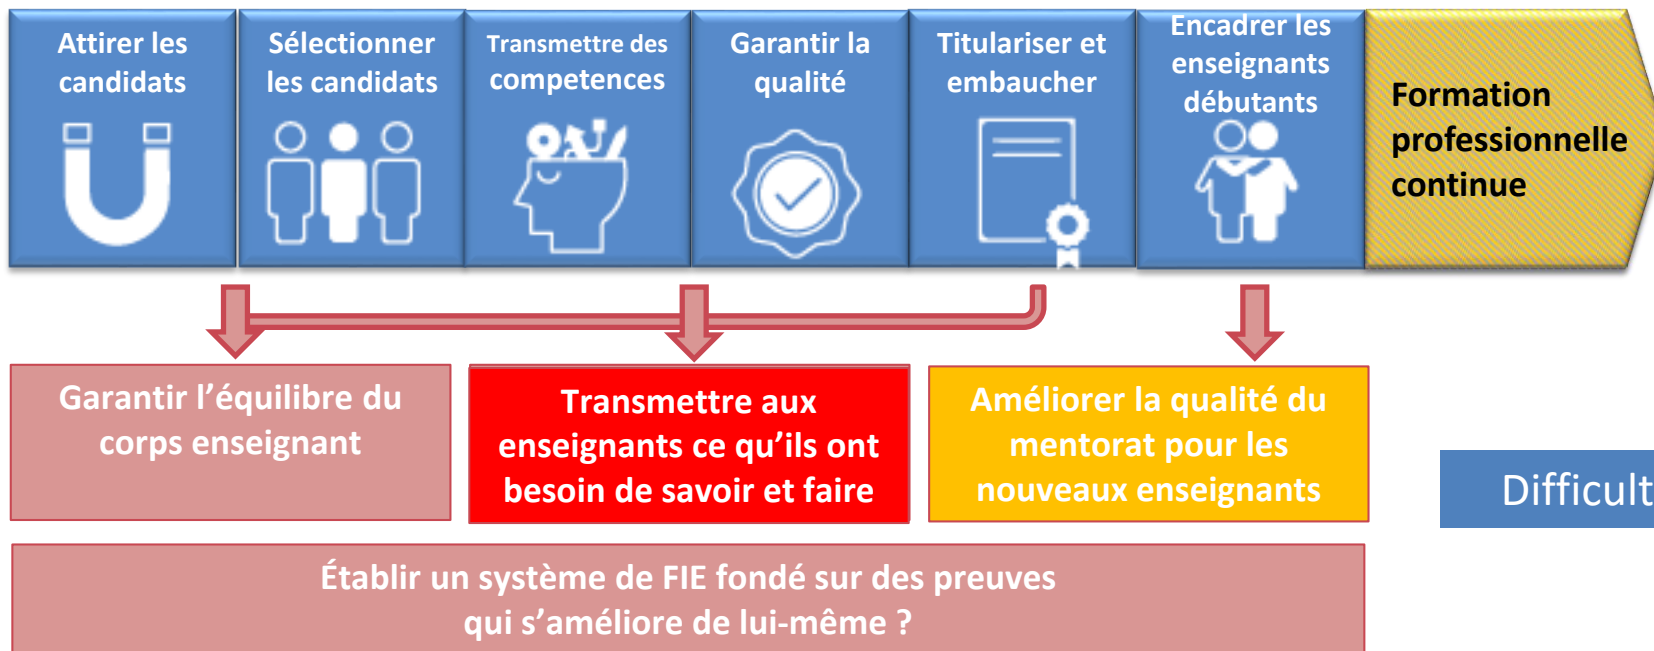 Attirer les
candidats
Sélectionner
les candidats
Transmettre des
competences
Garantir la
qualité
Titulariser et
embaucher
Encadrer les
enseignants
débutants
Formation
professionnelle
continue
Garantir l’équilibre du
corps enseignant
Transmettre aux
enseignants ce qu’ils ont
besoin de savoir et faire
Améliorer la qualité du
mentorat pour les
nouveaux enseignants
Difficult
Établir un système de FIE fondé sur des preuves
qui s’améliore de lui-même ?